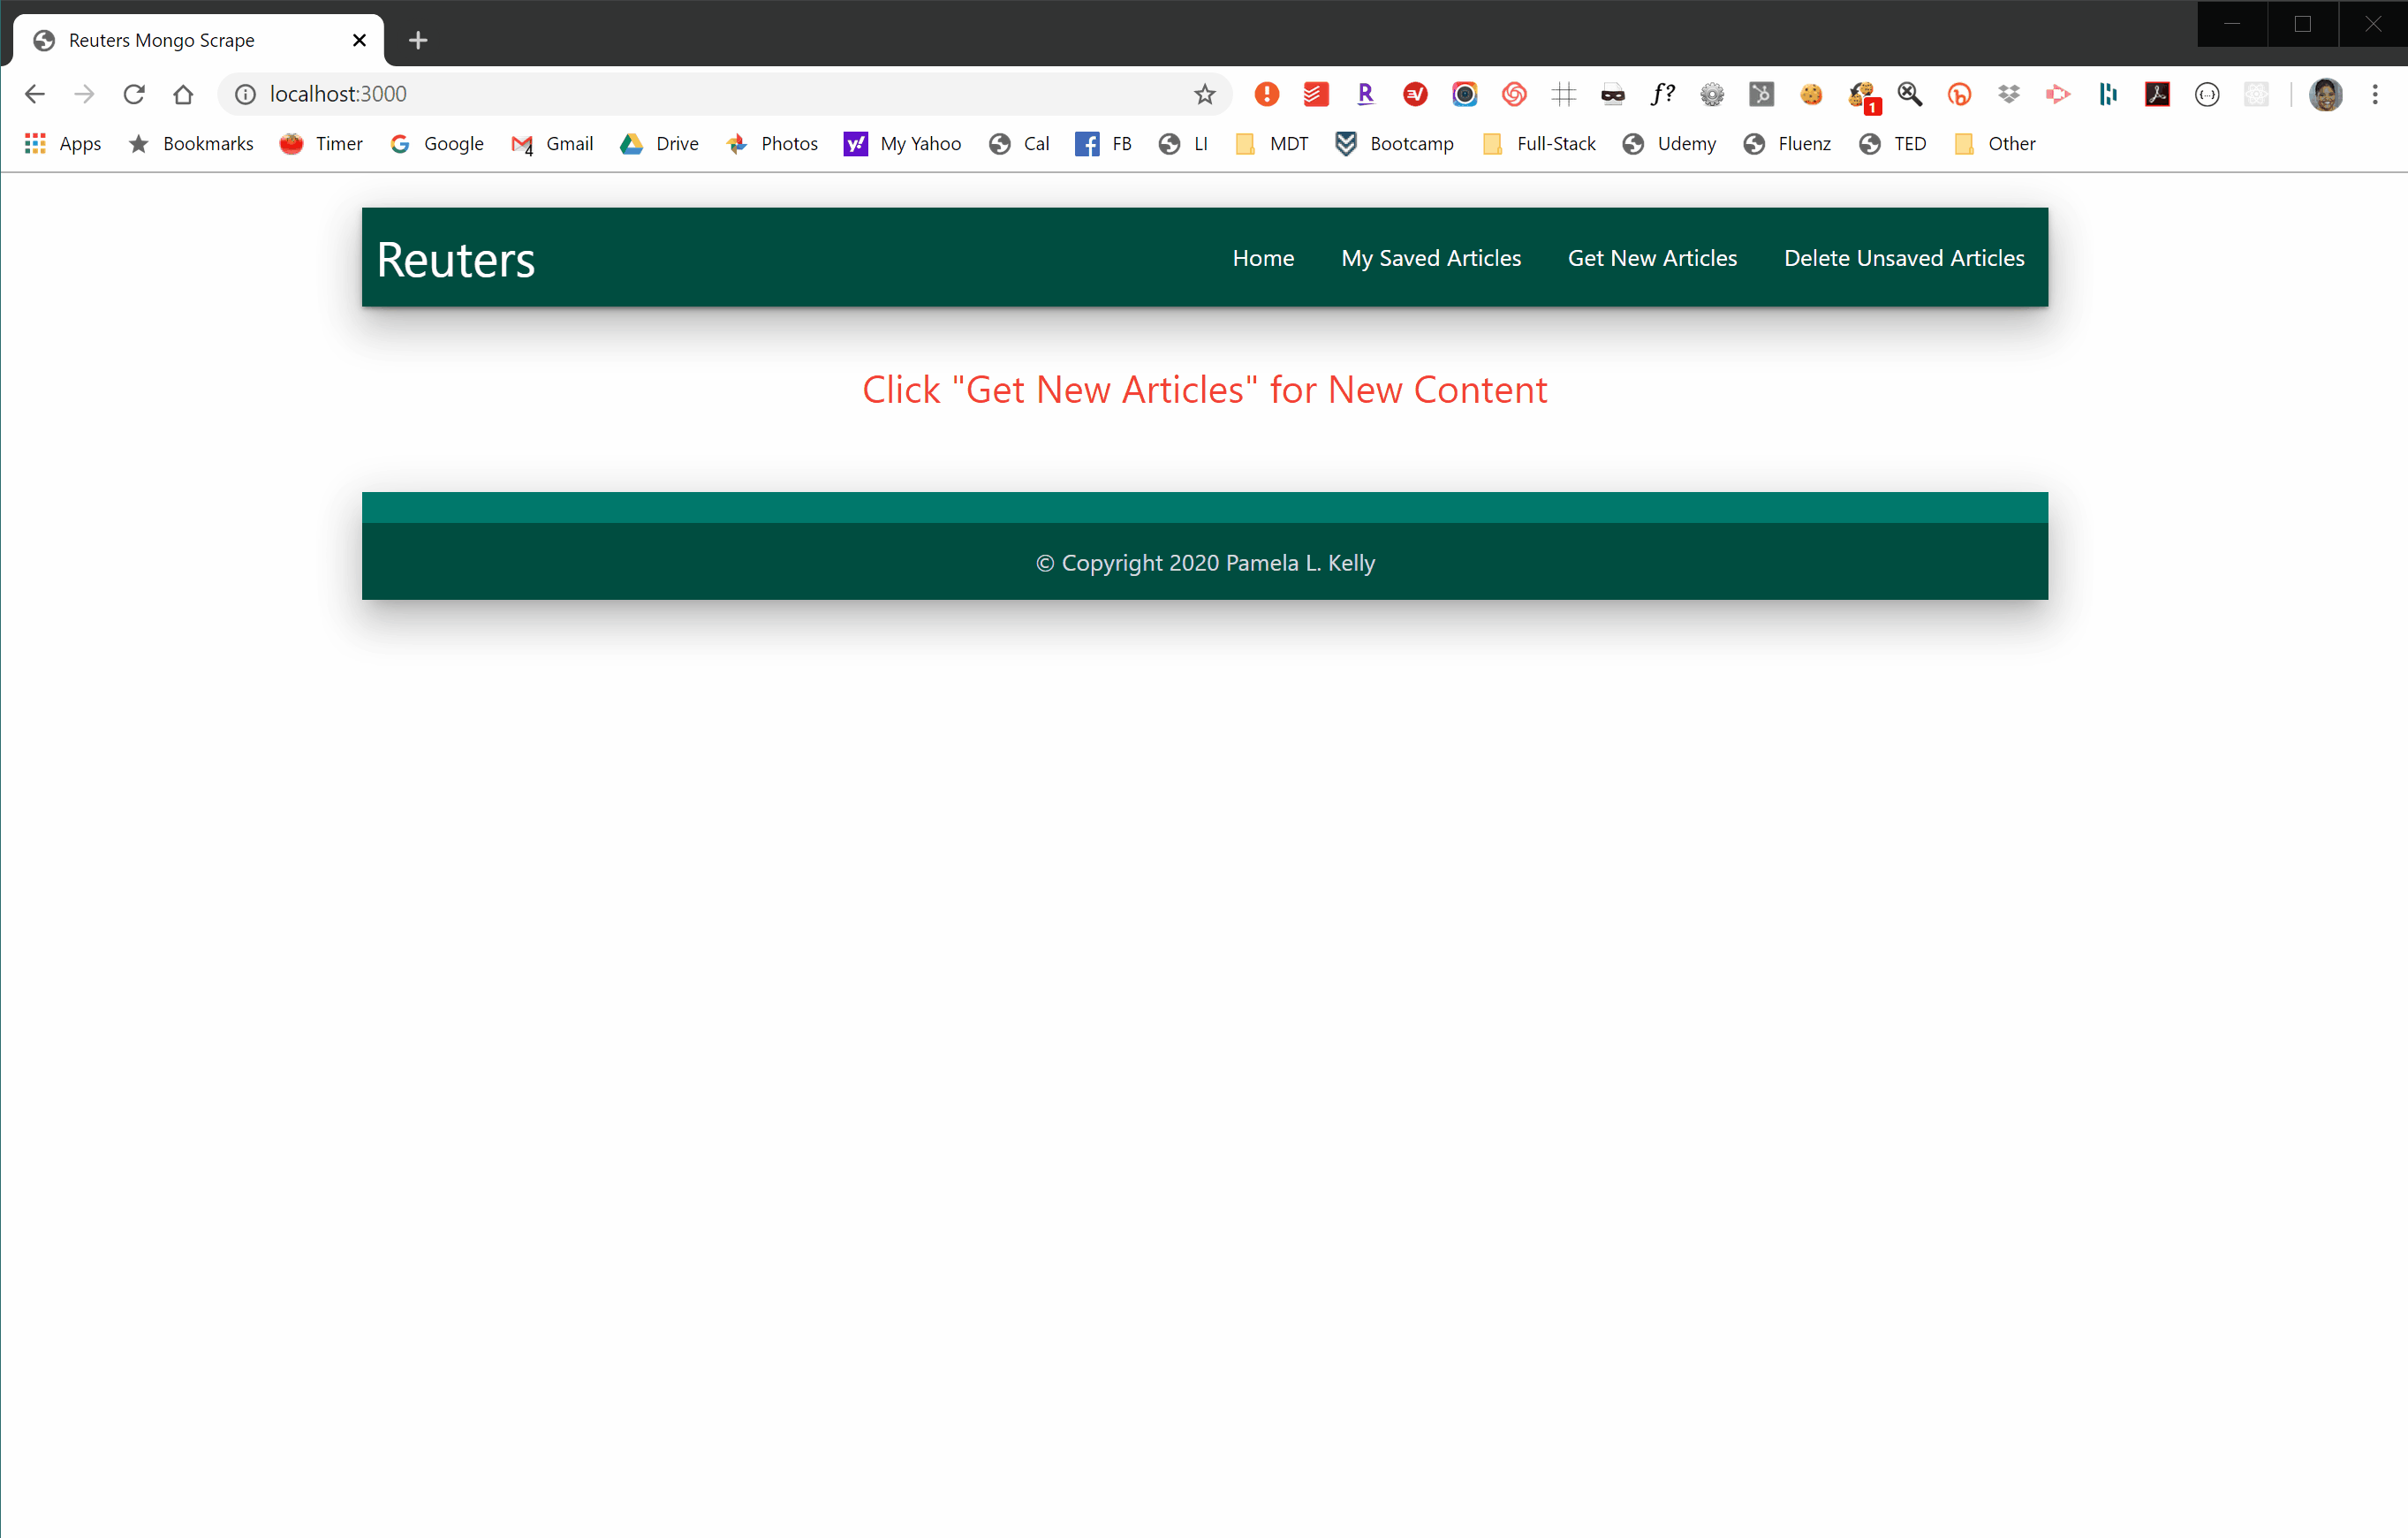 Reuters Mongo Scrape
localhost:3000
1
Apps Bookmarks Timer Google 4 Gmail Drive Photos My Yahoo Cal FB LI MDT Bootcamp Full-Stack Udemy Fluenz TED Other
Reuters Home My Saved Articles Get New Articles Delete Unsaved Articles
Click "Get New Articles" for New Content
© Copyright 2020 Pamela L. Kelly